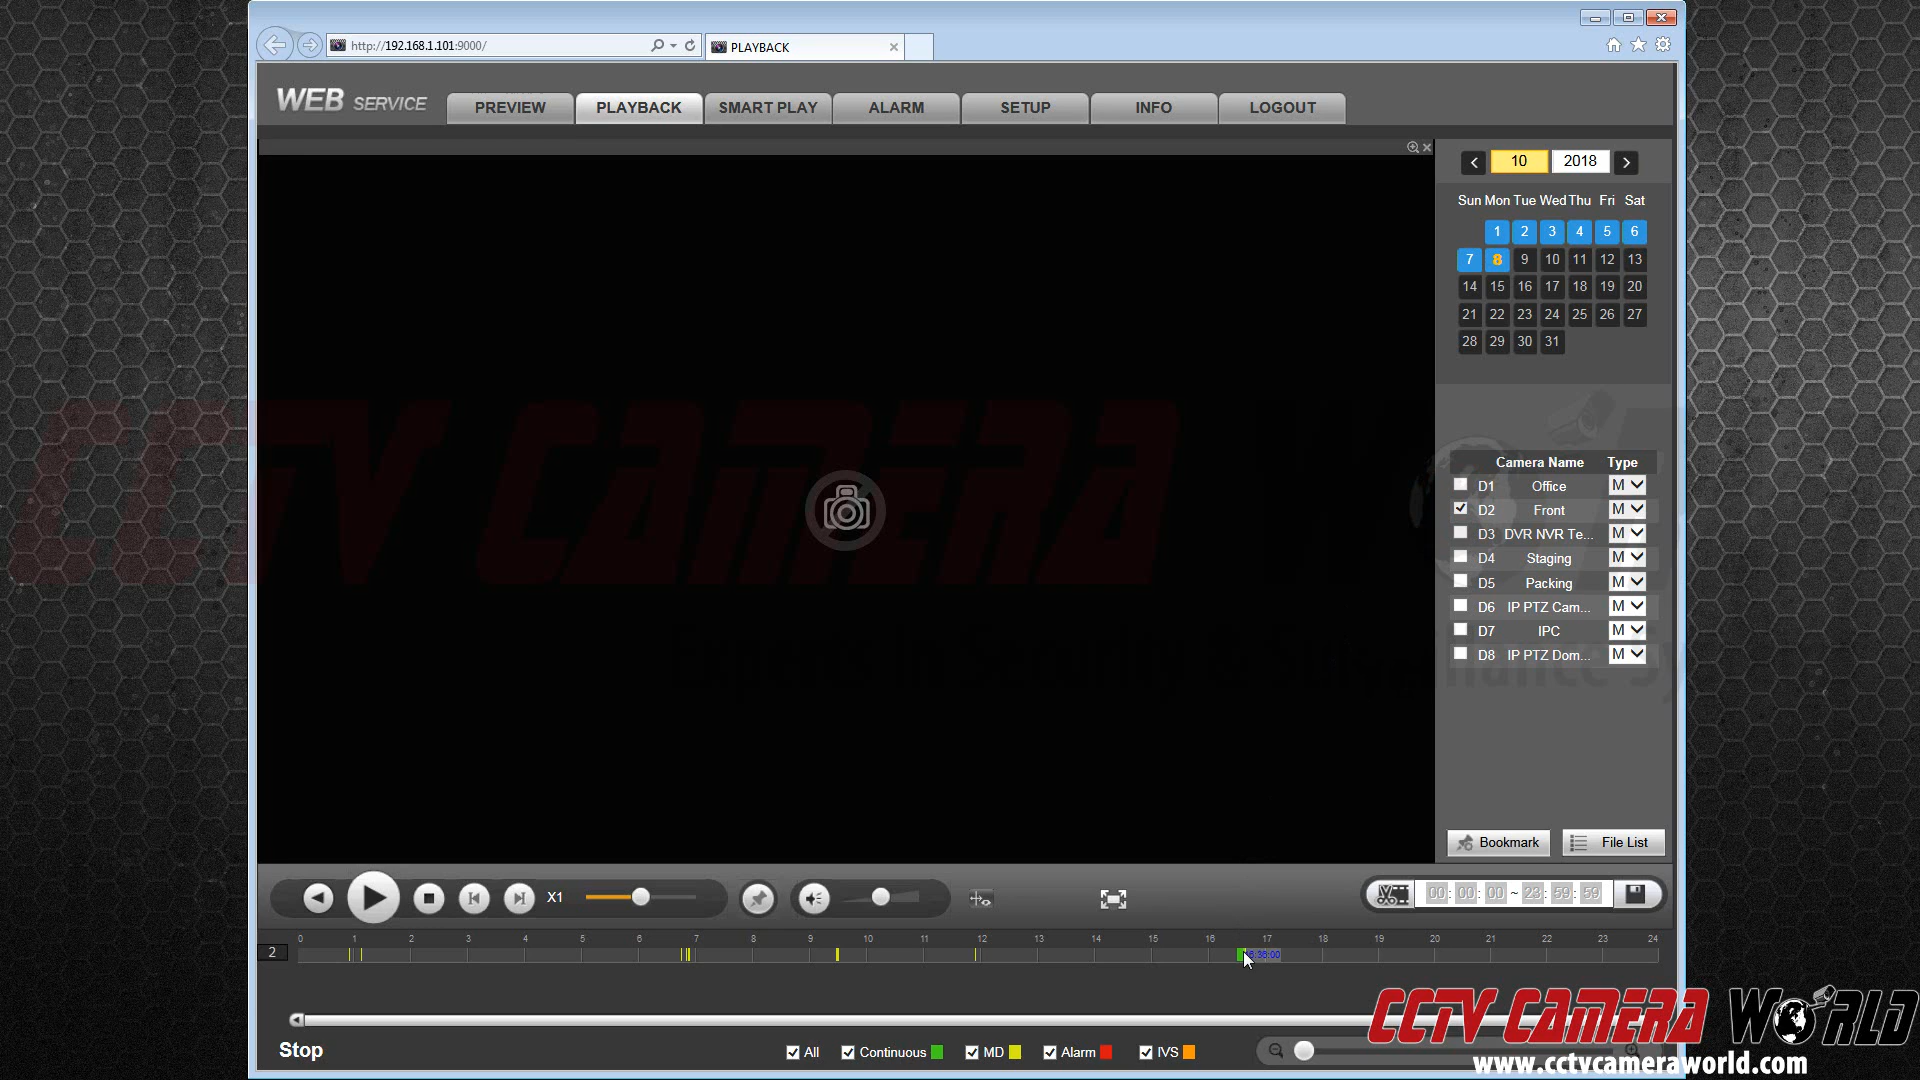 http://192.168.1.101:9000/
PLAYBACK
WEB SERVICE
PREVIEW
PLAYBACK
SMART PLAY
ALARM
SETUP
INFO
LOGOUT
10 2018
Sun Mon Tue Wed Thu Fri Sat
1 2 3 4 5 6
7 8 9 10 11 12 13
14 15 16 17 18 19 20
21 22 23 24 25 26 27
28 29 30 31
CCTV CAMERA
Camera Name Type
D1 Office M
D2 Front M
D3 DVR NVR Te... M
D4 Staging M
D5 Packing M
D6 IP PTZ Cam... M
D7 IPC M
D8 IP PTZ Dom... M
Bookmark
File List
X1
00: 00: 00 ~ 23: 59: 59
0 1 2 3 4 5 6 7 8 9 10 11 12 13 14 15 16 17 18 19 20 21 22 23 24
2
Stop
All
Continuous
MD
Alarm
IVS
CCTV CAMERA WORLD
www.cctvcameraworld.com